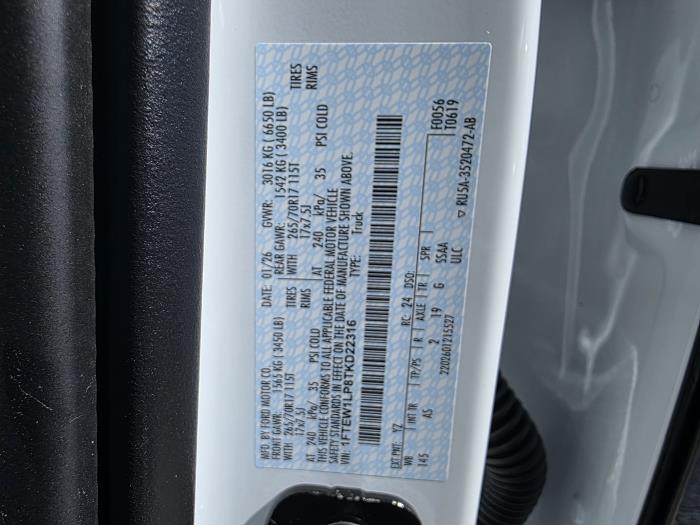 MFD. BY FORD MOTOR CO.
DATE: 01/26 GVWR: 3016 KG ( 6650 LB)
FRONT GAWR: 1565 KG ( 3450 LB) REAR GAWR: 1542 KG ( 3400 LB)
WITH 265/70R17 115T TIRES WITH 265/70R17 115T TIRES
17x7.5J RIMS 17x7.5J RIMS
AT 240 kPa/ 35 PSI COLD AT 240 kPa/ 35 PSI COLD
THIS VEHICLE CONFORMS TO ALL APPLICABLE FEDERAL MOTOR VEHICLE
SAFETY STANDARDS IN EFFECT ON THE DATE OF MANUFACTURE SHOWN ABOVE.
VIN: 1FTEW1LP8TKD22316 TYPE: Truck
F0056
T0619
EXT PNT: YZ RC: 24 DSO:
WB | INT TR | TP/PS | R | AXLE | TR | SPR
145 AS 2 19 G SSAA
ULC
2202601215527
▽ RU5A-3520472-AB